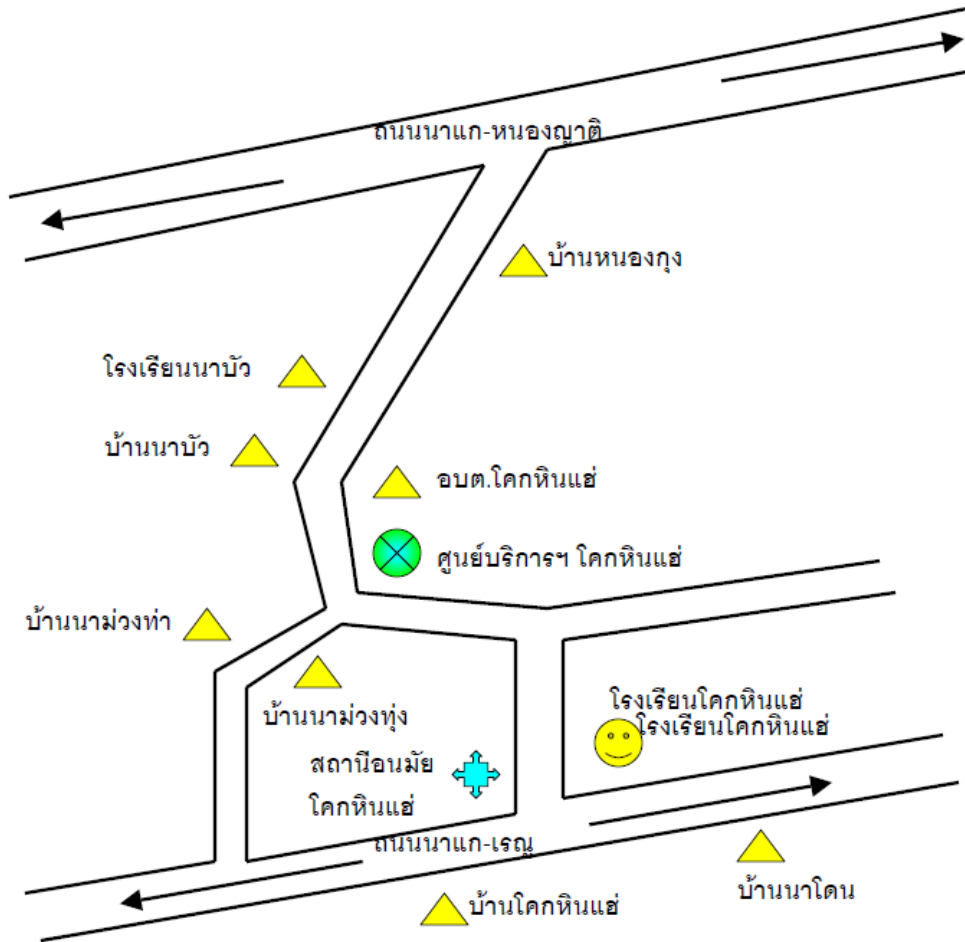 ถนนนาแก-หนองญาติ
บ้านหนองกุง
โรงเรียนนาบัว
บ้านนาบัว
อบต.โคกหินแฮ่
ศูนย์บริการฯ โคกหินแฮ่
บ้านนาม่วงท่า
บ้านนาม่วงทุ่ง
โรงเรียนโคกหินแฮ่
โรงเรียนโคกหินแฮ่
สถานีอนมัย
โคกหินแฮ่
ถนนนาแก-เรณู
บ้านนาโดน
บ้านโคกหินแฮ่